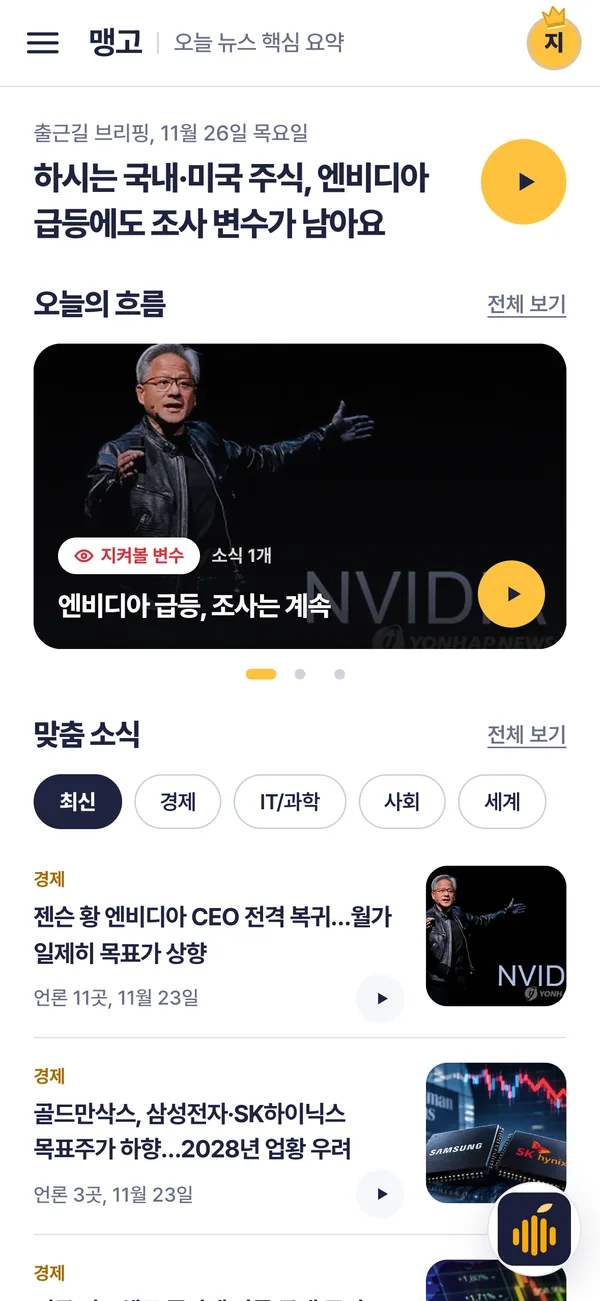 맹고
오늘 뉴스 핵심 요약
지
출근길 브리핑, 11월 26일 목요일
하시는 국내·미국 주식, 엔비디아
급등에도 조사 변수가 남아요
오늘의 흐름
전체 보기
지켜볼 변수
소식 1개
엔비디아 급등, 조사는 계속
NVIDIA
YONHAP NEWS
맞춤 소식
전체 보기
최신
경제
IT/과학
사회
세계
경제
젠슨 황 엔비디아 CEO 전격 복귀...월가
일제히 목표가 상향
언론 11곳, 11월 23일
NVID
YONH
경제
골드만삭스, 삼성전자·SK하이닉스
목표주가 하향...2028년 업황 우려
언론 3곳, 11월 23일
man
SAMSUNG
SK hynix
경제